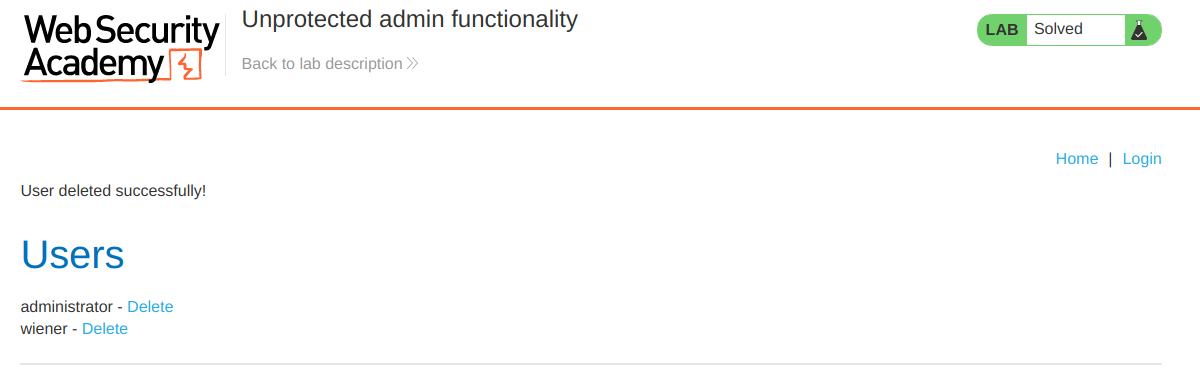 Web Security
Academy
Unprotected admin functionality
Back to lab description
LAB Solved
Home | Login
User deleted successfully!
Users
administrator - Delete
wiener - Delete